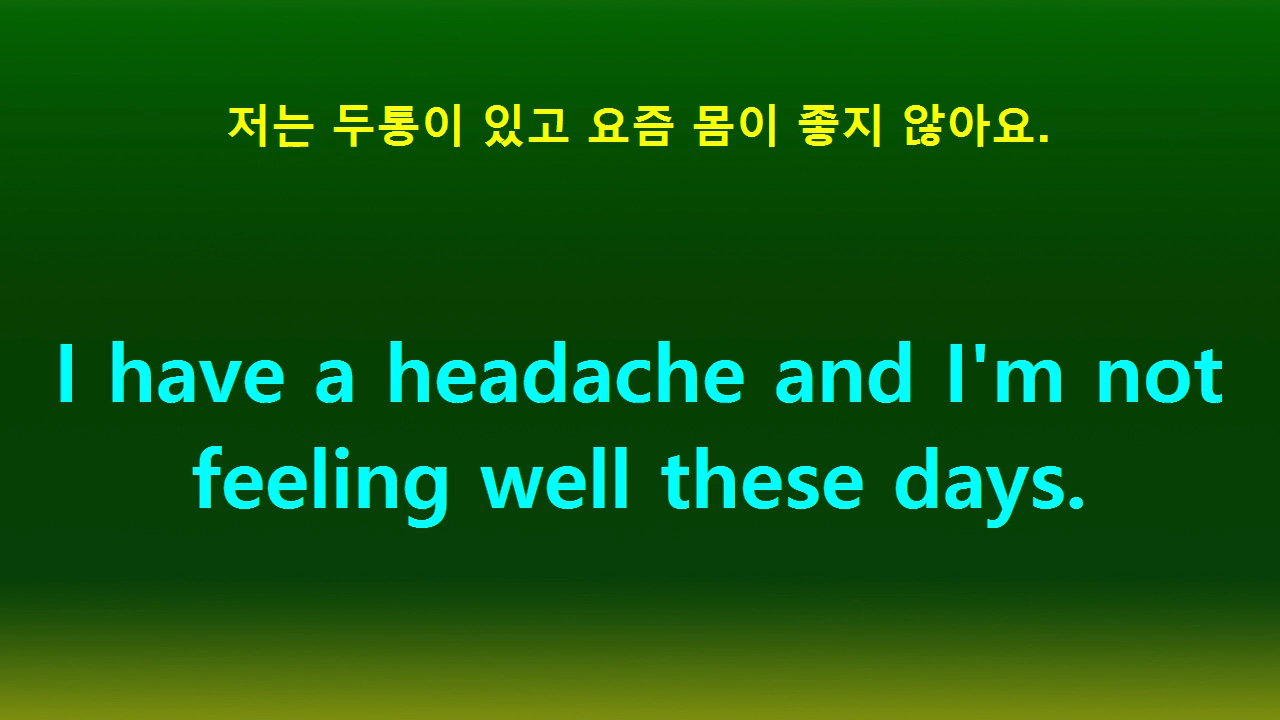 저는 두통이 있고 요즘 몸이 좋지 않아요.
I have a headache and I'm not
feeling well these days.